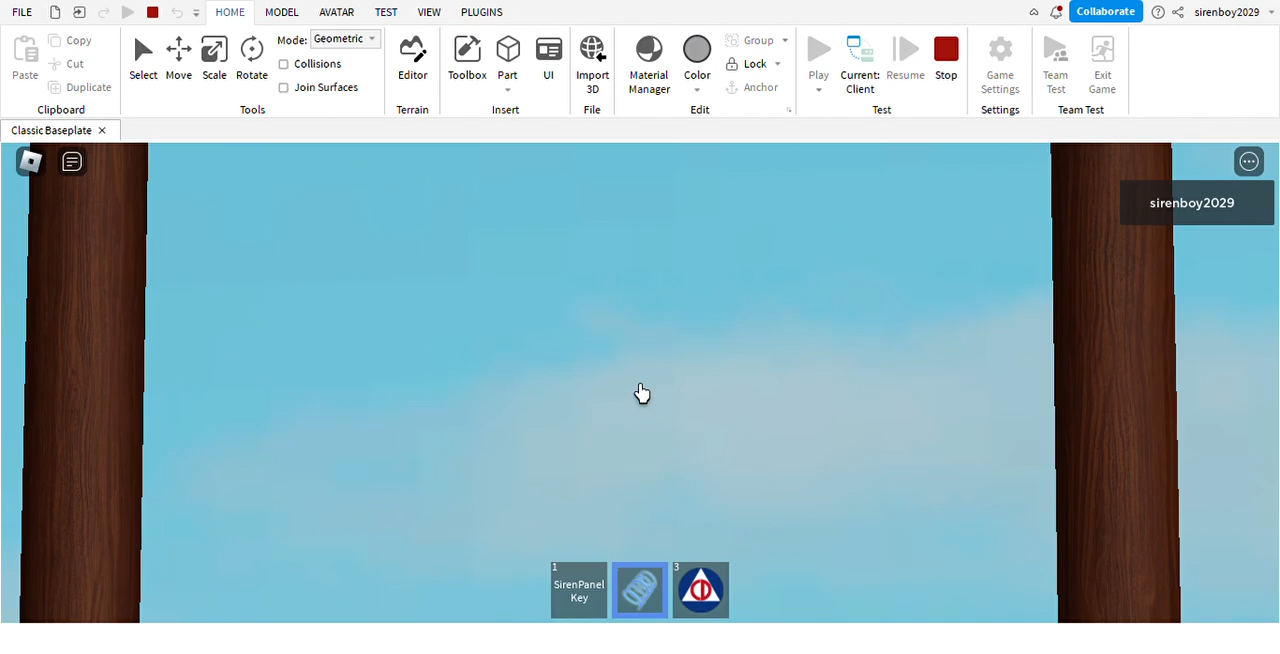 FILE HOME MODEL AVATAR TEST VIEW PLUGINS Collaborate sirenboy2029
Paste Copy Cut Duplicate
Clipboard
Select Move Scale Rotate Mode: Geometric
Collisions
Join Surfaces
Tools
Editor
Terrain
Toolbox Part UI
Insert
Import
3D
File
Material
Manager
Color
Group
Lock
Anchor
Edit
Play
Current:
Client
Resume Stop
Test
Game
Settings
Settings
Team
Test
Exit
Game
Team Test
Classic Baseplate
sirenboy2029
1
SirenPanel
Key
3